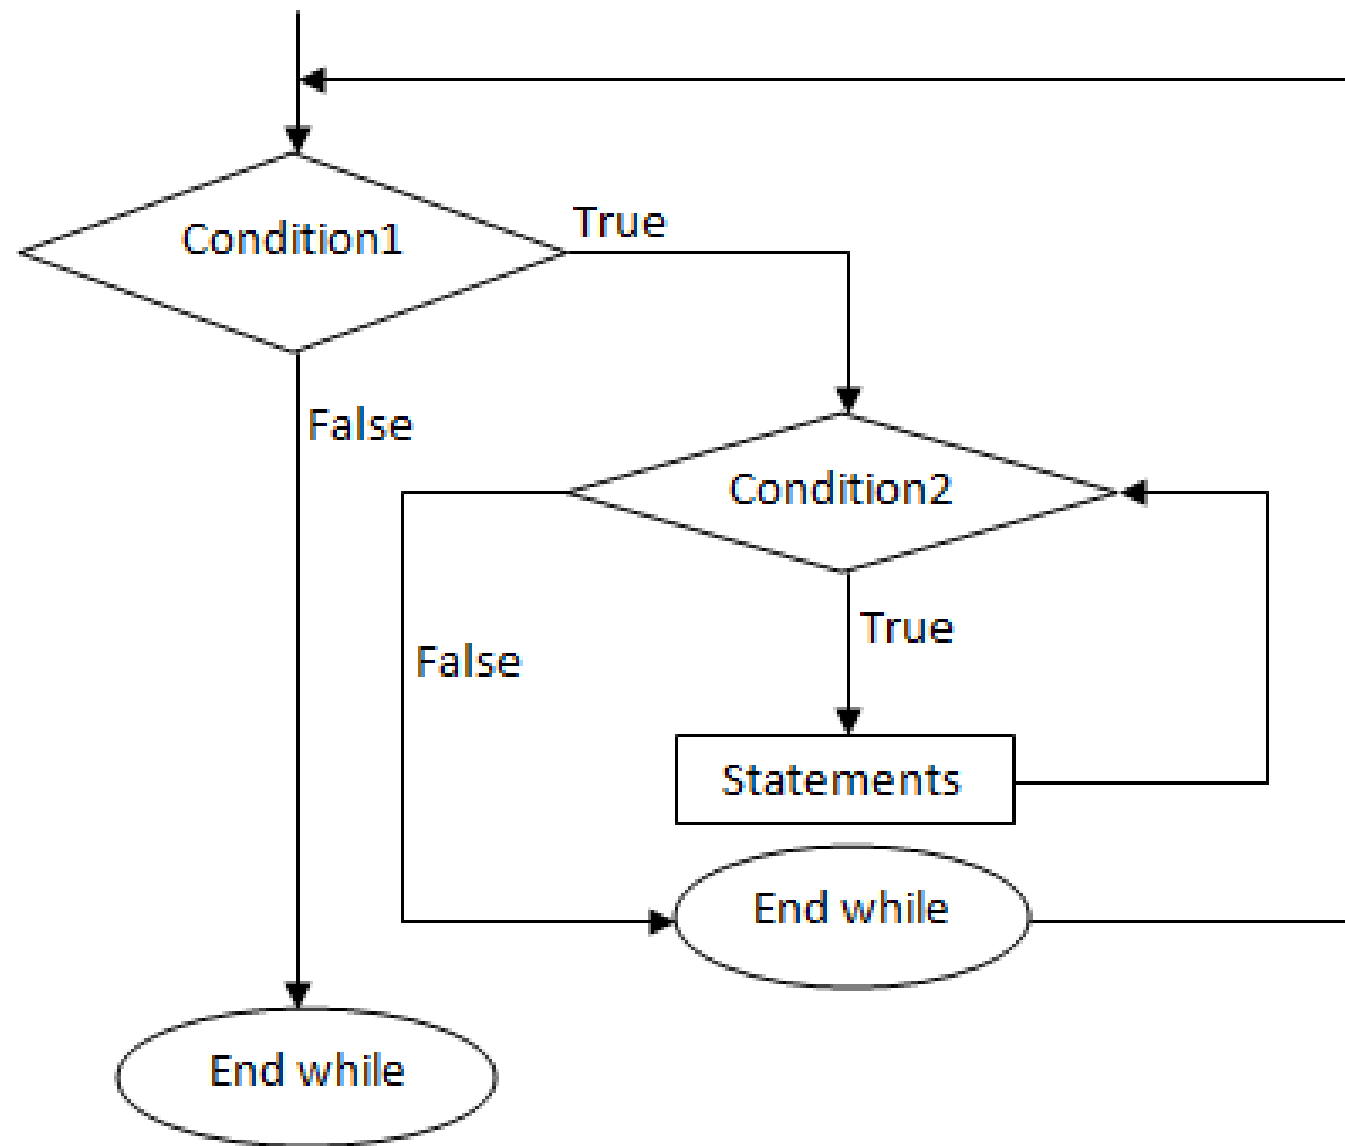 Condition1
True
False
Condition2
True
False
Statements
End while
End while